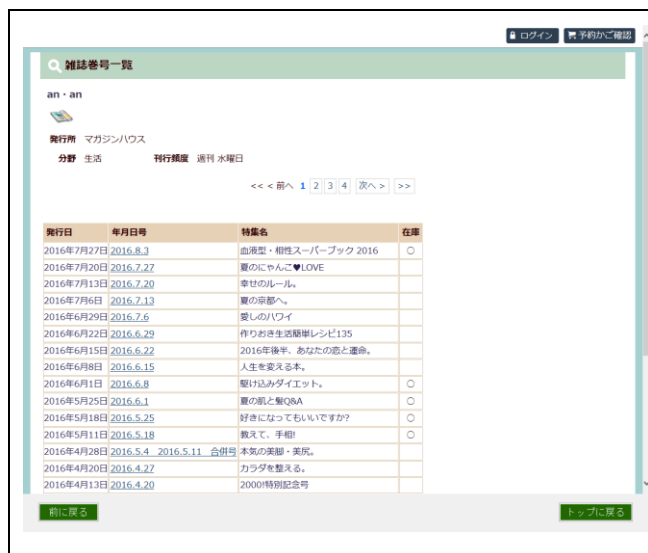 ログイン 予約かご確認
雑誌巻号一覧
an・an
発行所 マガジンハウス
分野 生活 刊行頻度 週刊 水曜日
<< < 前へ 1 2 3 4 次へ > >>
発行日 年月日号 特集名 在庫
2016年7月27日 2016.8.3 血液型・相性スーパーブック 2016 ○
2016年7月20日 2016.7.27 夏のにゃんこ♥LOVE
2016年7月13日 2016.7.20 幸せのルール。
2016年7月6日 2016.7.13 夏の京都へ。
2016年6月29日 2016.7.6 愛しのハワイ
2016年6月22日 2016.6.29 作りおき生活簡単レシピ135
2016年6月15日 2016.6.22 2016年後半、あなたの恋と運命。
2016年6月8日 2016.6.15 人生を変える本。
2016年6月1日 2016.6.8 駆け込みダイエット。 ○
2016年5月25日 2016.6.1 夏の肌と髪Q&A ○
2016年5月18日 2016.5.25 好きになってもいいですか? ○
2016年5月11日 2016.5.18 教えて、手相! ○
2016年4月28日 2016.5.4 2016.5.11 合併号 本気の美脚・美尻。
2016年4月20日 2016.4.27 カラダを整える。
2016年4月13日 2016.4.20 2000!特別記念号
前に戻る トップに戻る